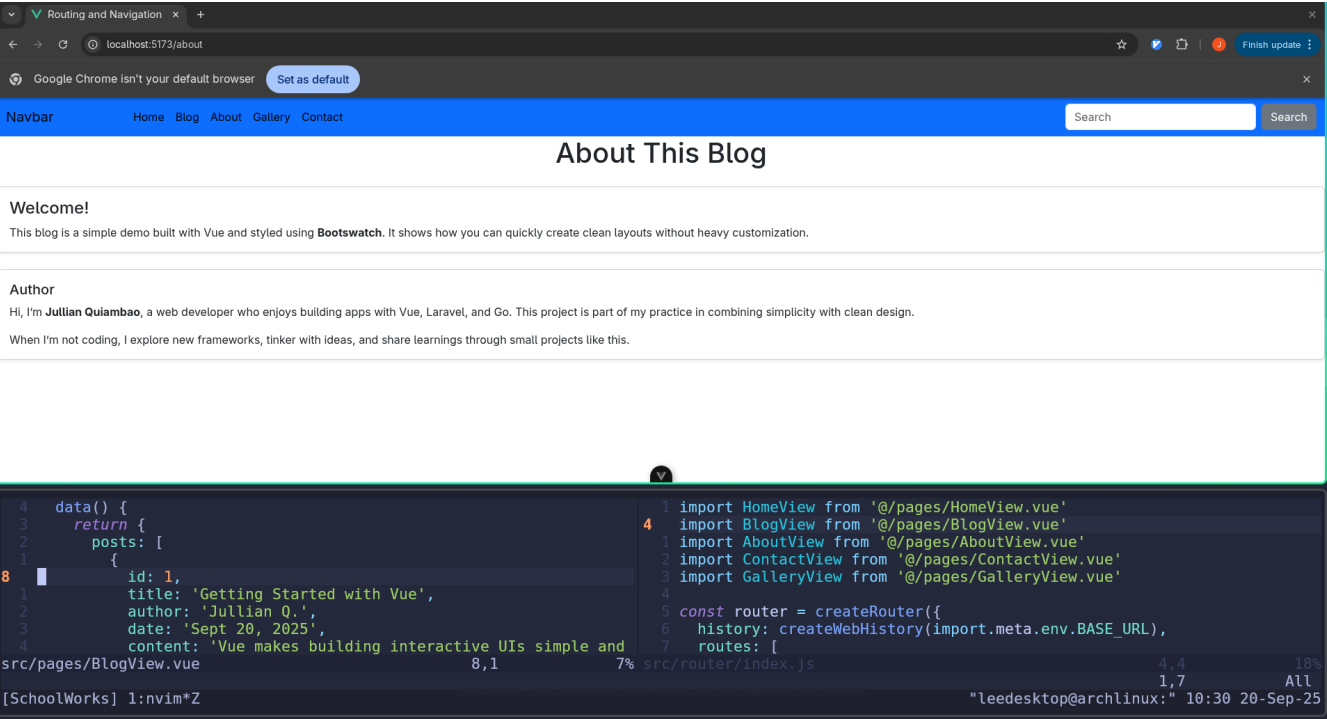 Routing and Navigation
localhost:5173/about
J
Finish update
Google Chrome isn't your default browser
Set as default
Navbar Home Blog About Gallery Contact Search Search
About This Blog
Welcome!
This blog is a simple demo built with Vue and styled using Bootswatch. It shows how you can quickly create clean layouts without heavy customization.
Author
Hi, I'm Jullian Quiambao, a web developer who enjoys building apps with Vue, Laravel, and Go. This project is part of my practice in combining simplicity with clean design.
When I'm not coding, I explore new frameworks, tinker with ideas, and share learnings through small projects like this.
4 data() {
3 return {
2 posts: [
1 {
8 id: 1,
1 title: 'Getting Started with Vue',
2 author: 'Jullian Q.',
3 date: 'Sept 20, 2025',
4 content: 'Vue makes building interactive UIs simple and
src/pages/BlogView.vue 8,1 7%
1 import HomeView from '@/pages/HomeView.vue'
4 import BlogView from '@/pages/BlogView.vue'
1 import AboutView from '@/pages/AboutView.vue'
2 import ContactView from '@/pages/ContactView.vue'
3 import GalleryView from '@/pages/GalleryView.vue'
4
5 const router = createRouter({
6 history: createWebHistory(import.meta.env.BASE_URL),
7 routes: [
src/router/index.js 4,4 18%
1,7 All
[SchoolWorks] 1:nvim*Z "leedesktop@archlinux:" 10:30 20-Sep-25